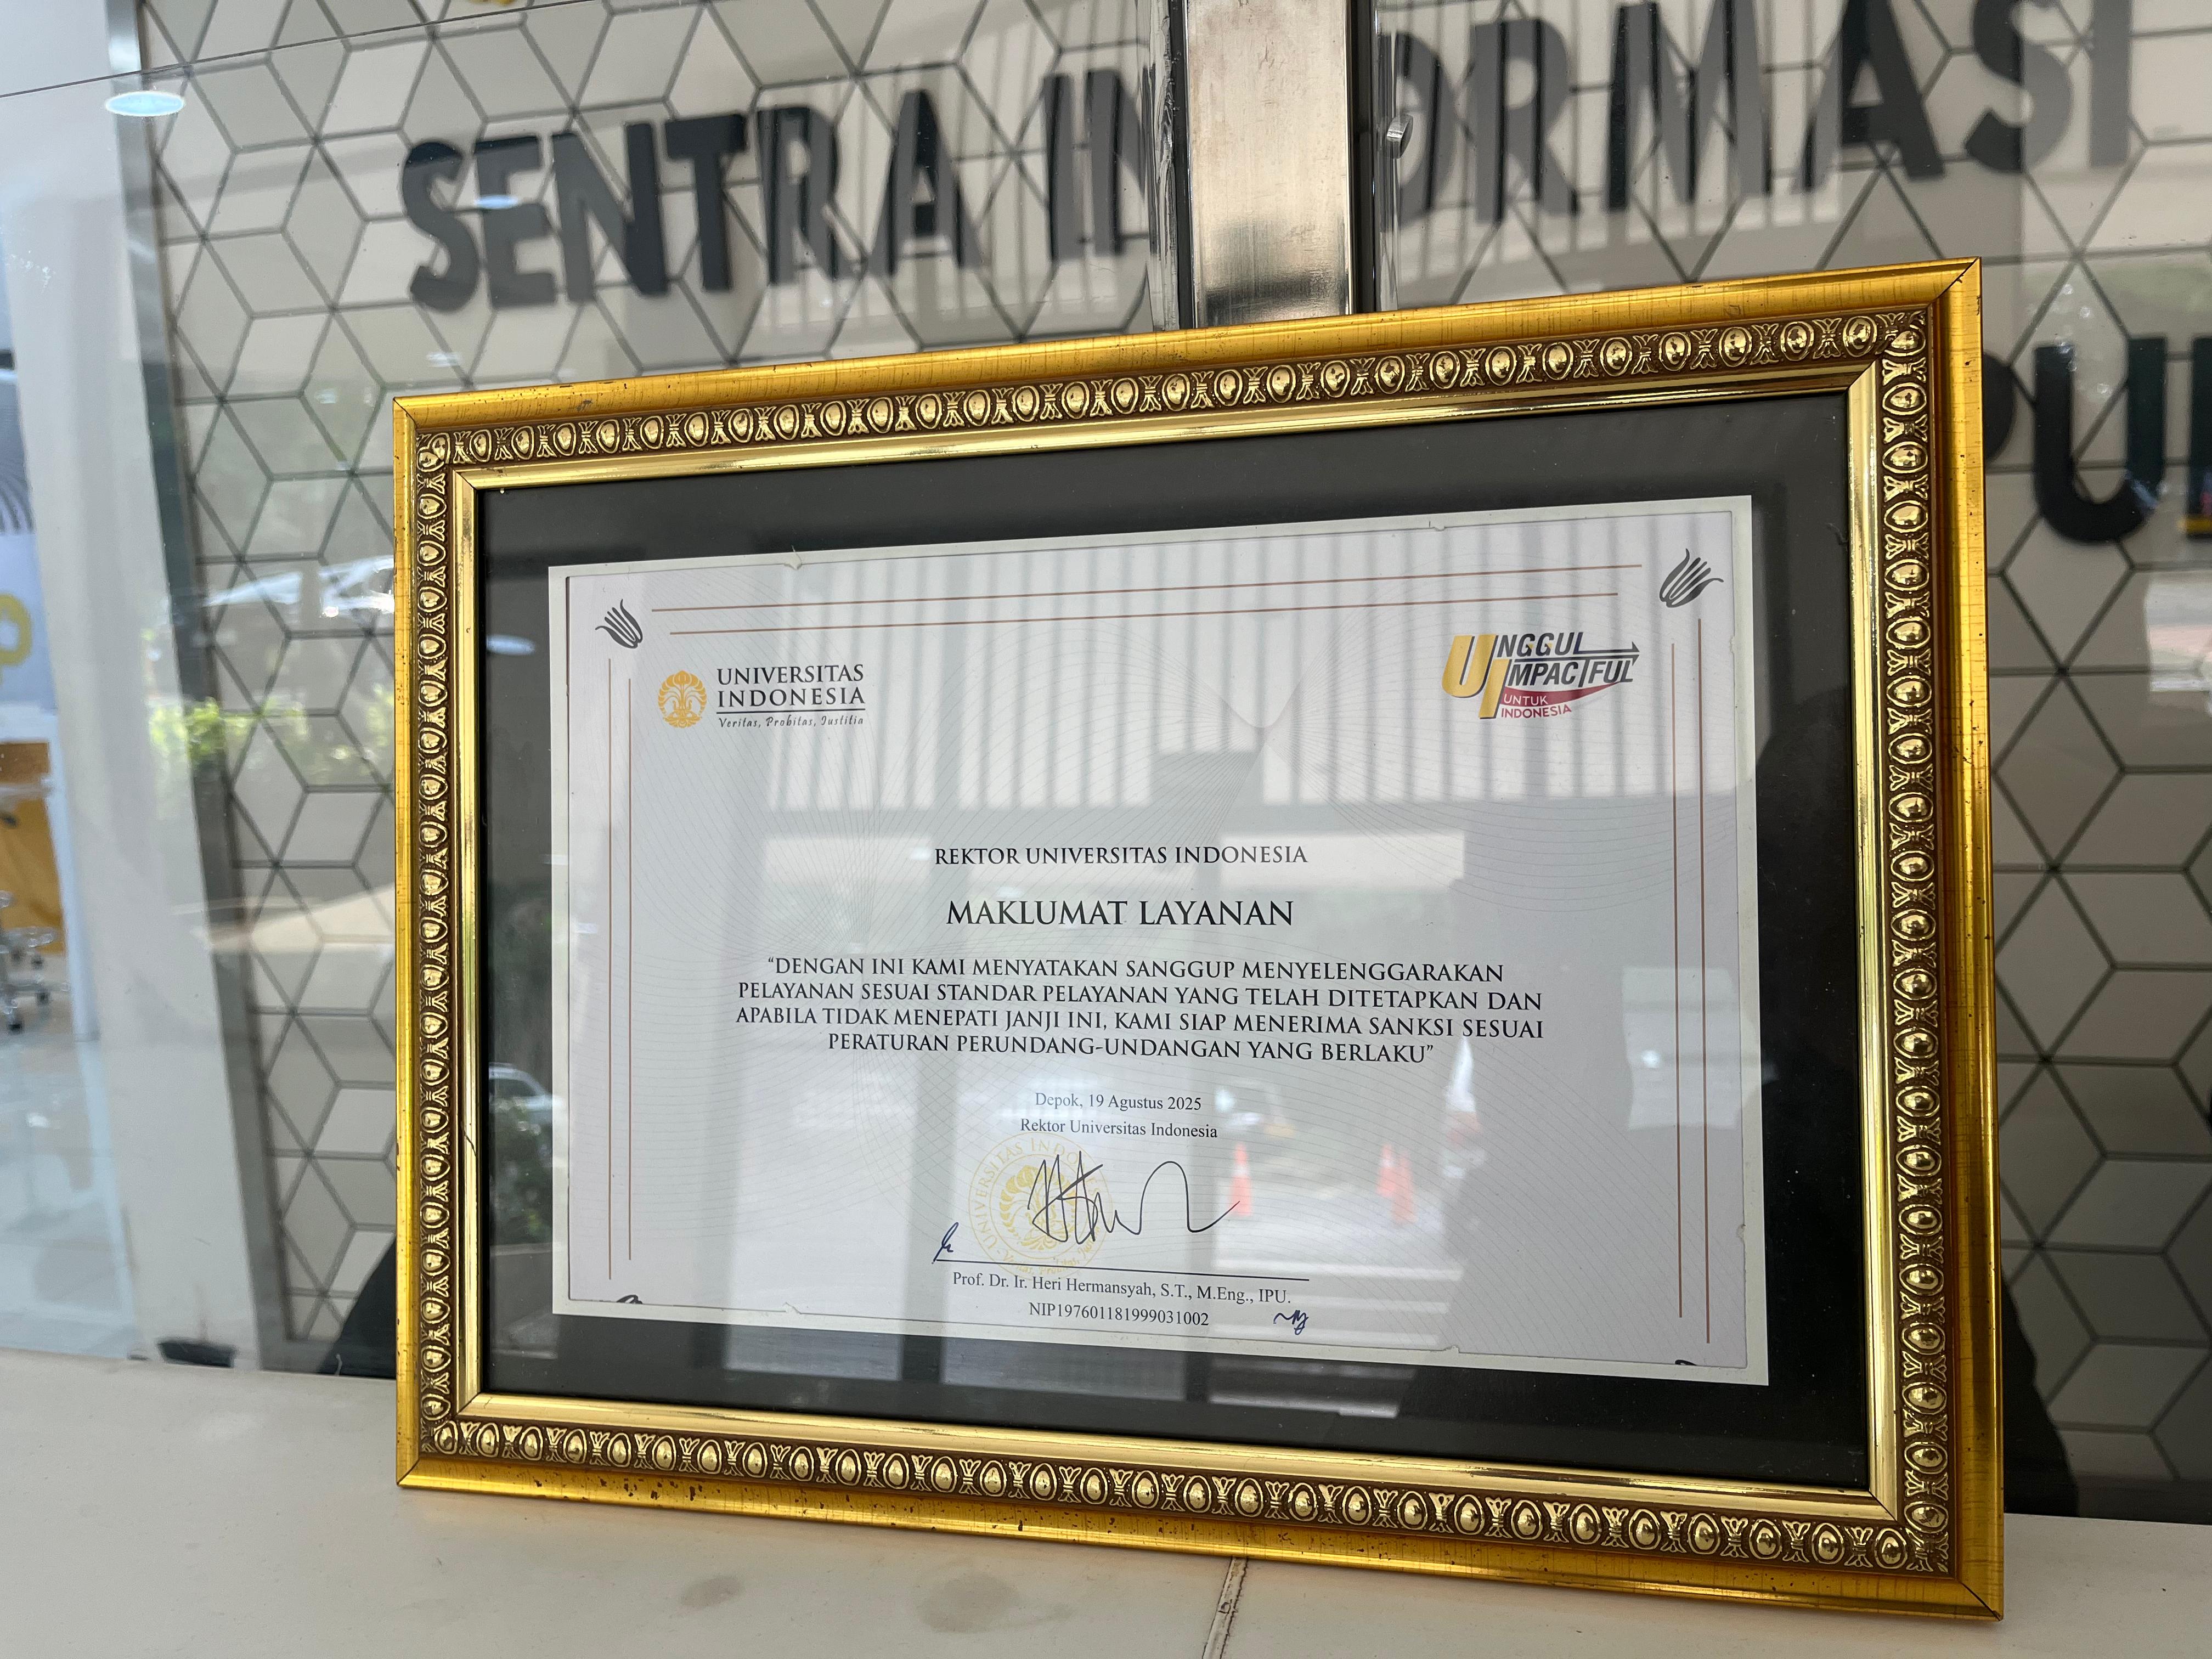 SENTRA INFORMASI
PU
UNIVERSITAS
INDONESIA
Veritas, Probitas, Iustitia
UNGGUL
IMPACTFUL
UNTUK
INDONESIA
REKTOR UNIVERSITAS INDONESIA
MAKLUMAT LAYANAN
“DENGAN INI KAMI MENYATAKAN SANGGUP MENYELENGGARAKAN
PELAYANAN SESUAI STANDAR PELAYANAN YANG TELAH DITETAPKAN DAN
APABILA TIDAK MENEPATI JANJI INI, KAMI SIAP MENERIMA SANKSI SESUAI
PERATURAN PERUNDANG-UNDANGAN YANG BERLAKU”
Depok, 19 Agustus 2025
Rektor Universitas Indonesia
Prof. Dr. Ir. Heri Hermansyah, S.T., M.Eng., IPU.
NIP197601181999031002